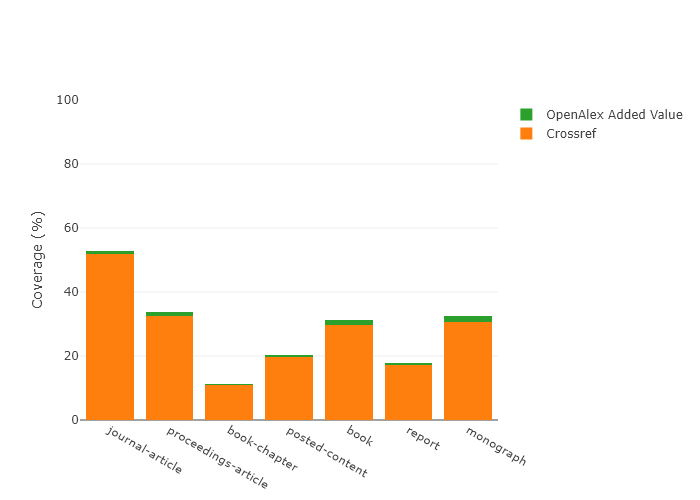 100
80
60
40
20
0
Coverage (%)
journal-article
proceedings-article
book-chapter
posted-content
book
report
monograph
OpenAlex Added Value
Crossref